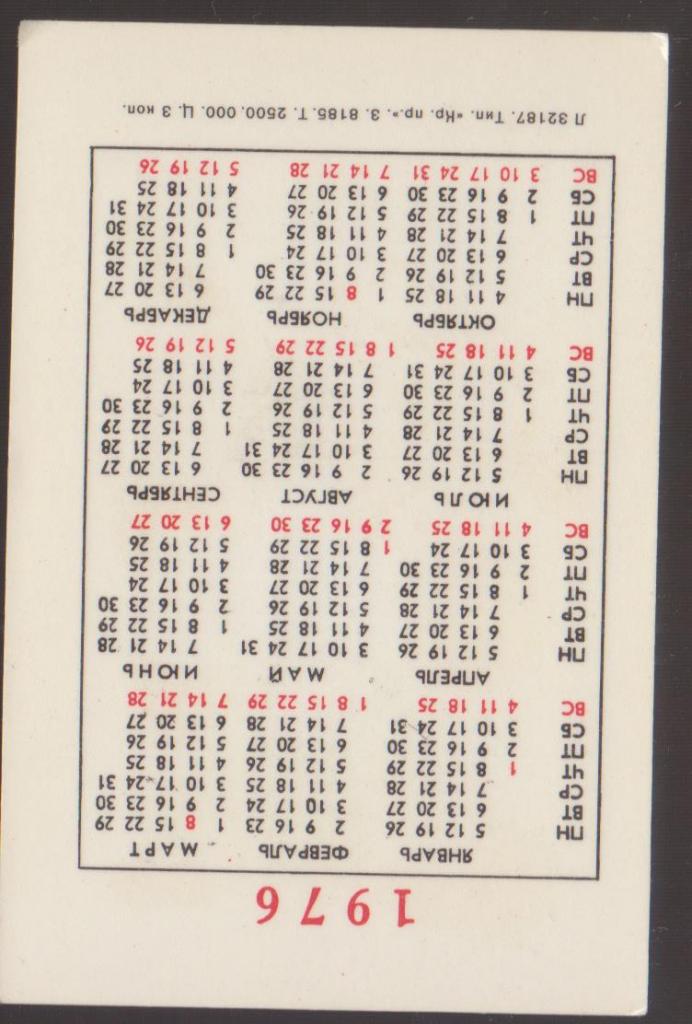 1976
ЯНВАРЬ ФЕВРАЛЬ МАРТ
ПН 5 12 19 26 2 9 16 23 1 8 15 22 29
ВТ 6 13 20 27 3 10 17 24 2 9 16 23 30
СР 7 14 21 28 4 11 18 25 3 10 17 24 31
ЧТ 1 8 15 22 29 5 12 19 26 4 11 18 25
ПТ 2 9 16 23 30 6 13 20 27 5 12 19 26
СБ 3 10 17 24 31 7 14 21 28 6 13 20 27
ВС 4 11 18 25 1 8 15 22 29 7 14 21 28
АПРЕЛЬ МАЙ ИЮНЬ
ПН 5 12 19 26 3 10 17 24 31 7 14 21 28
ВТ 6 13 20 27 4 11 18 25 1 8 15 22 29
СР 7 14 21 28 5 12 19 26 2 9 16 23 30
ЧТ 1 8 15 22 29 6 13 20 27 3 10 17 24
ПТ 2 9 16 23 30 7 14 21 28 4 11 18 25
СБ 3 10 17 24 1 8 15 22 29 5 12 19 26
ВС 4 11 18 25 2 9 16 23 30 6 13 20 27
ИЮЛЬ АВГУСТ СЕНТЯБРЬ
ПН 5 12 19 26 2 9 16 23 30 6 13 20 27
ВТ 6 13 20 27 3 10 17 24 31 7 14 21 28
СР 7 14 21 28 4 11 18 25 1 8 15 22 29
ЧТ 1 8 15 22 29 5 12 19 26 2 9 16 23 30
ПТ 2 9 16 23 30 6 13 20 27 3 10 17 24
СБ 3 10 17 24 31 7 14 21 28 4 11 18 25
ВС 4 11 18 25 1 8 15 22 29 5 12 19 26
ОКТЯБРЬ НОЯБРЬ ДЕКАБРЬ
ПН 4 11 18 25 1 8 15 22 29 6 13 20 27
ВТ 5 12 19 26 2 9 16 23 30 7 14 21 28
СР 6 13 20 27 3 10 17 24 1 8 15 22 29
ЧТ 7 14 21 28 4 11 18 25 2 9 16 23 30
ПТ 1 8 15 22 29 5 12 19 26 3 10 17 24 31
СБ 2 9 16 23 30 6 13 20 27 4 11 18 25
ВС 3 10 17 24 31 7 14 21 28 5 12 19 26
Л 32187. Тип. «Кр. пр.». З. 8185. Т. 2500.000. Ц. 3 коп.